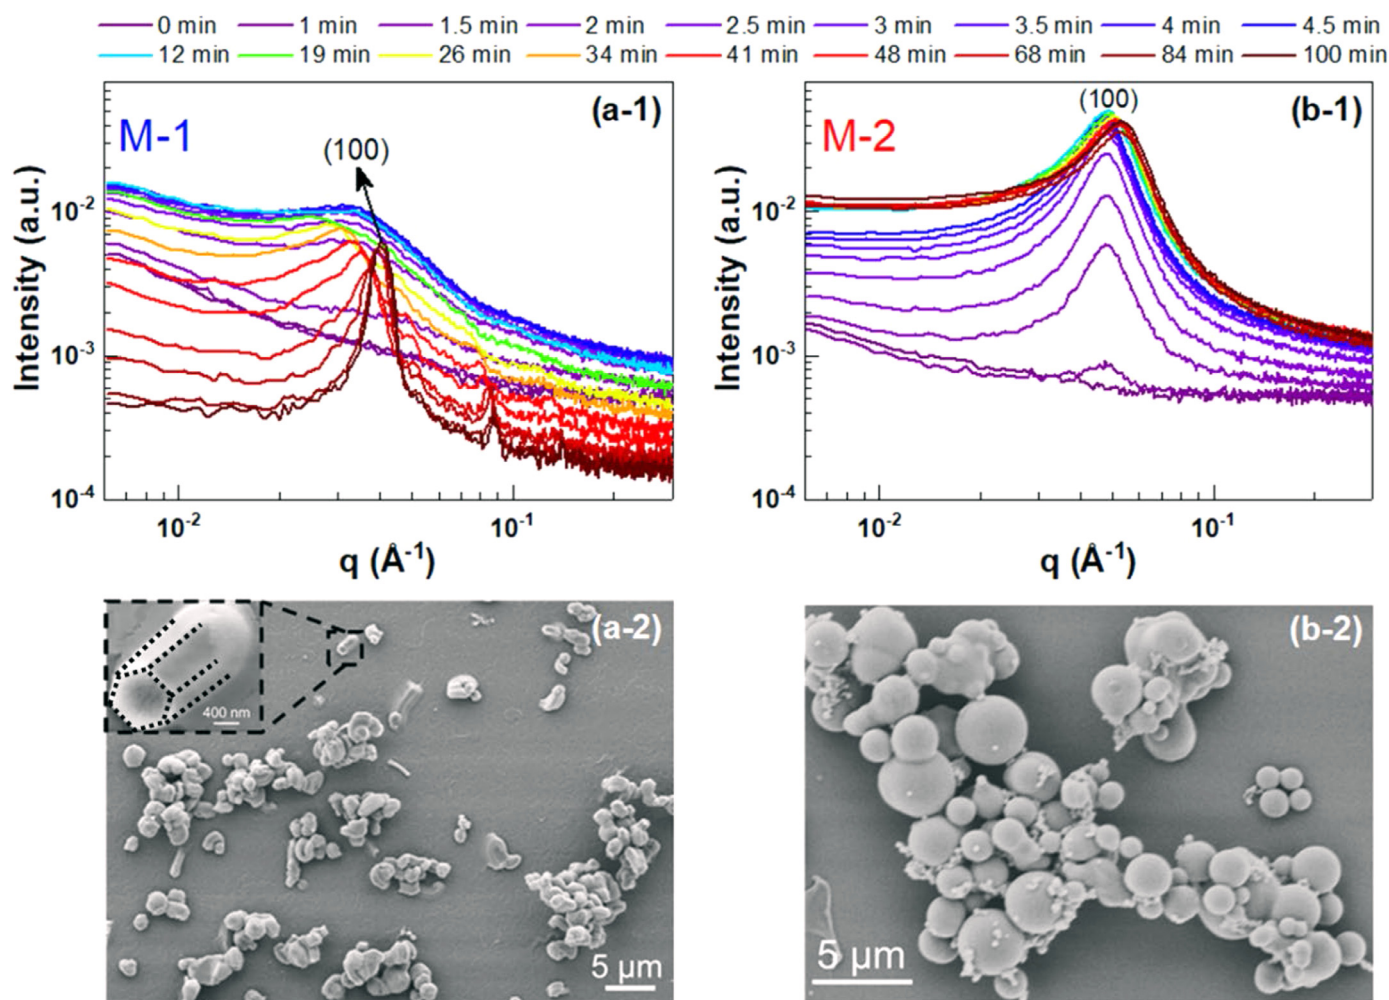 0 min 1 min 1.5 min 2 min 2.5 min 3 min 3.5 min 4 min 4.5 min
12 min 19 min 26 min 34 min 41 min 48 min 68 min 84 min 100 min
M-1
(100)
(a-1)
Intensity (a.u.)
10⁻²
10⁻³
10⁻⁴
10⁻² 10⁻¹
q (Å⁻¹)
M-2
(100)
(b-1)
Intensity (a.u.)
10⁻²
10⁻³
10⁻⁴
10⁻² 10⁻¹
q (Å⁻¹)
(a-2)
400 nm
5 μm
(b-2)
5 μm